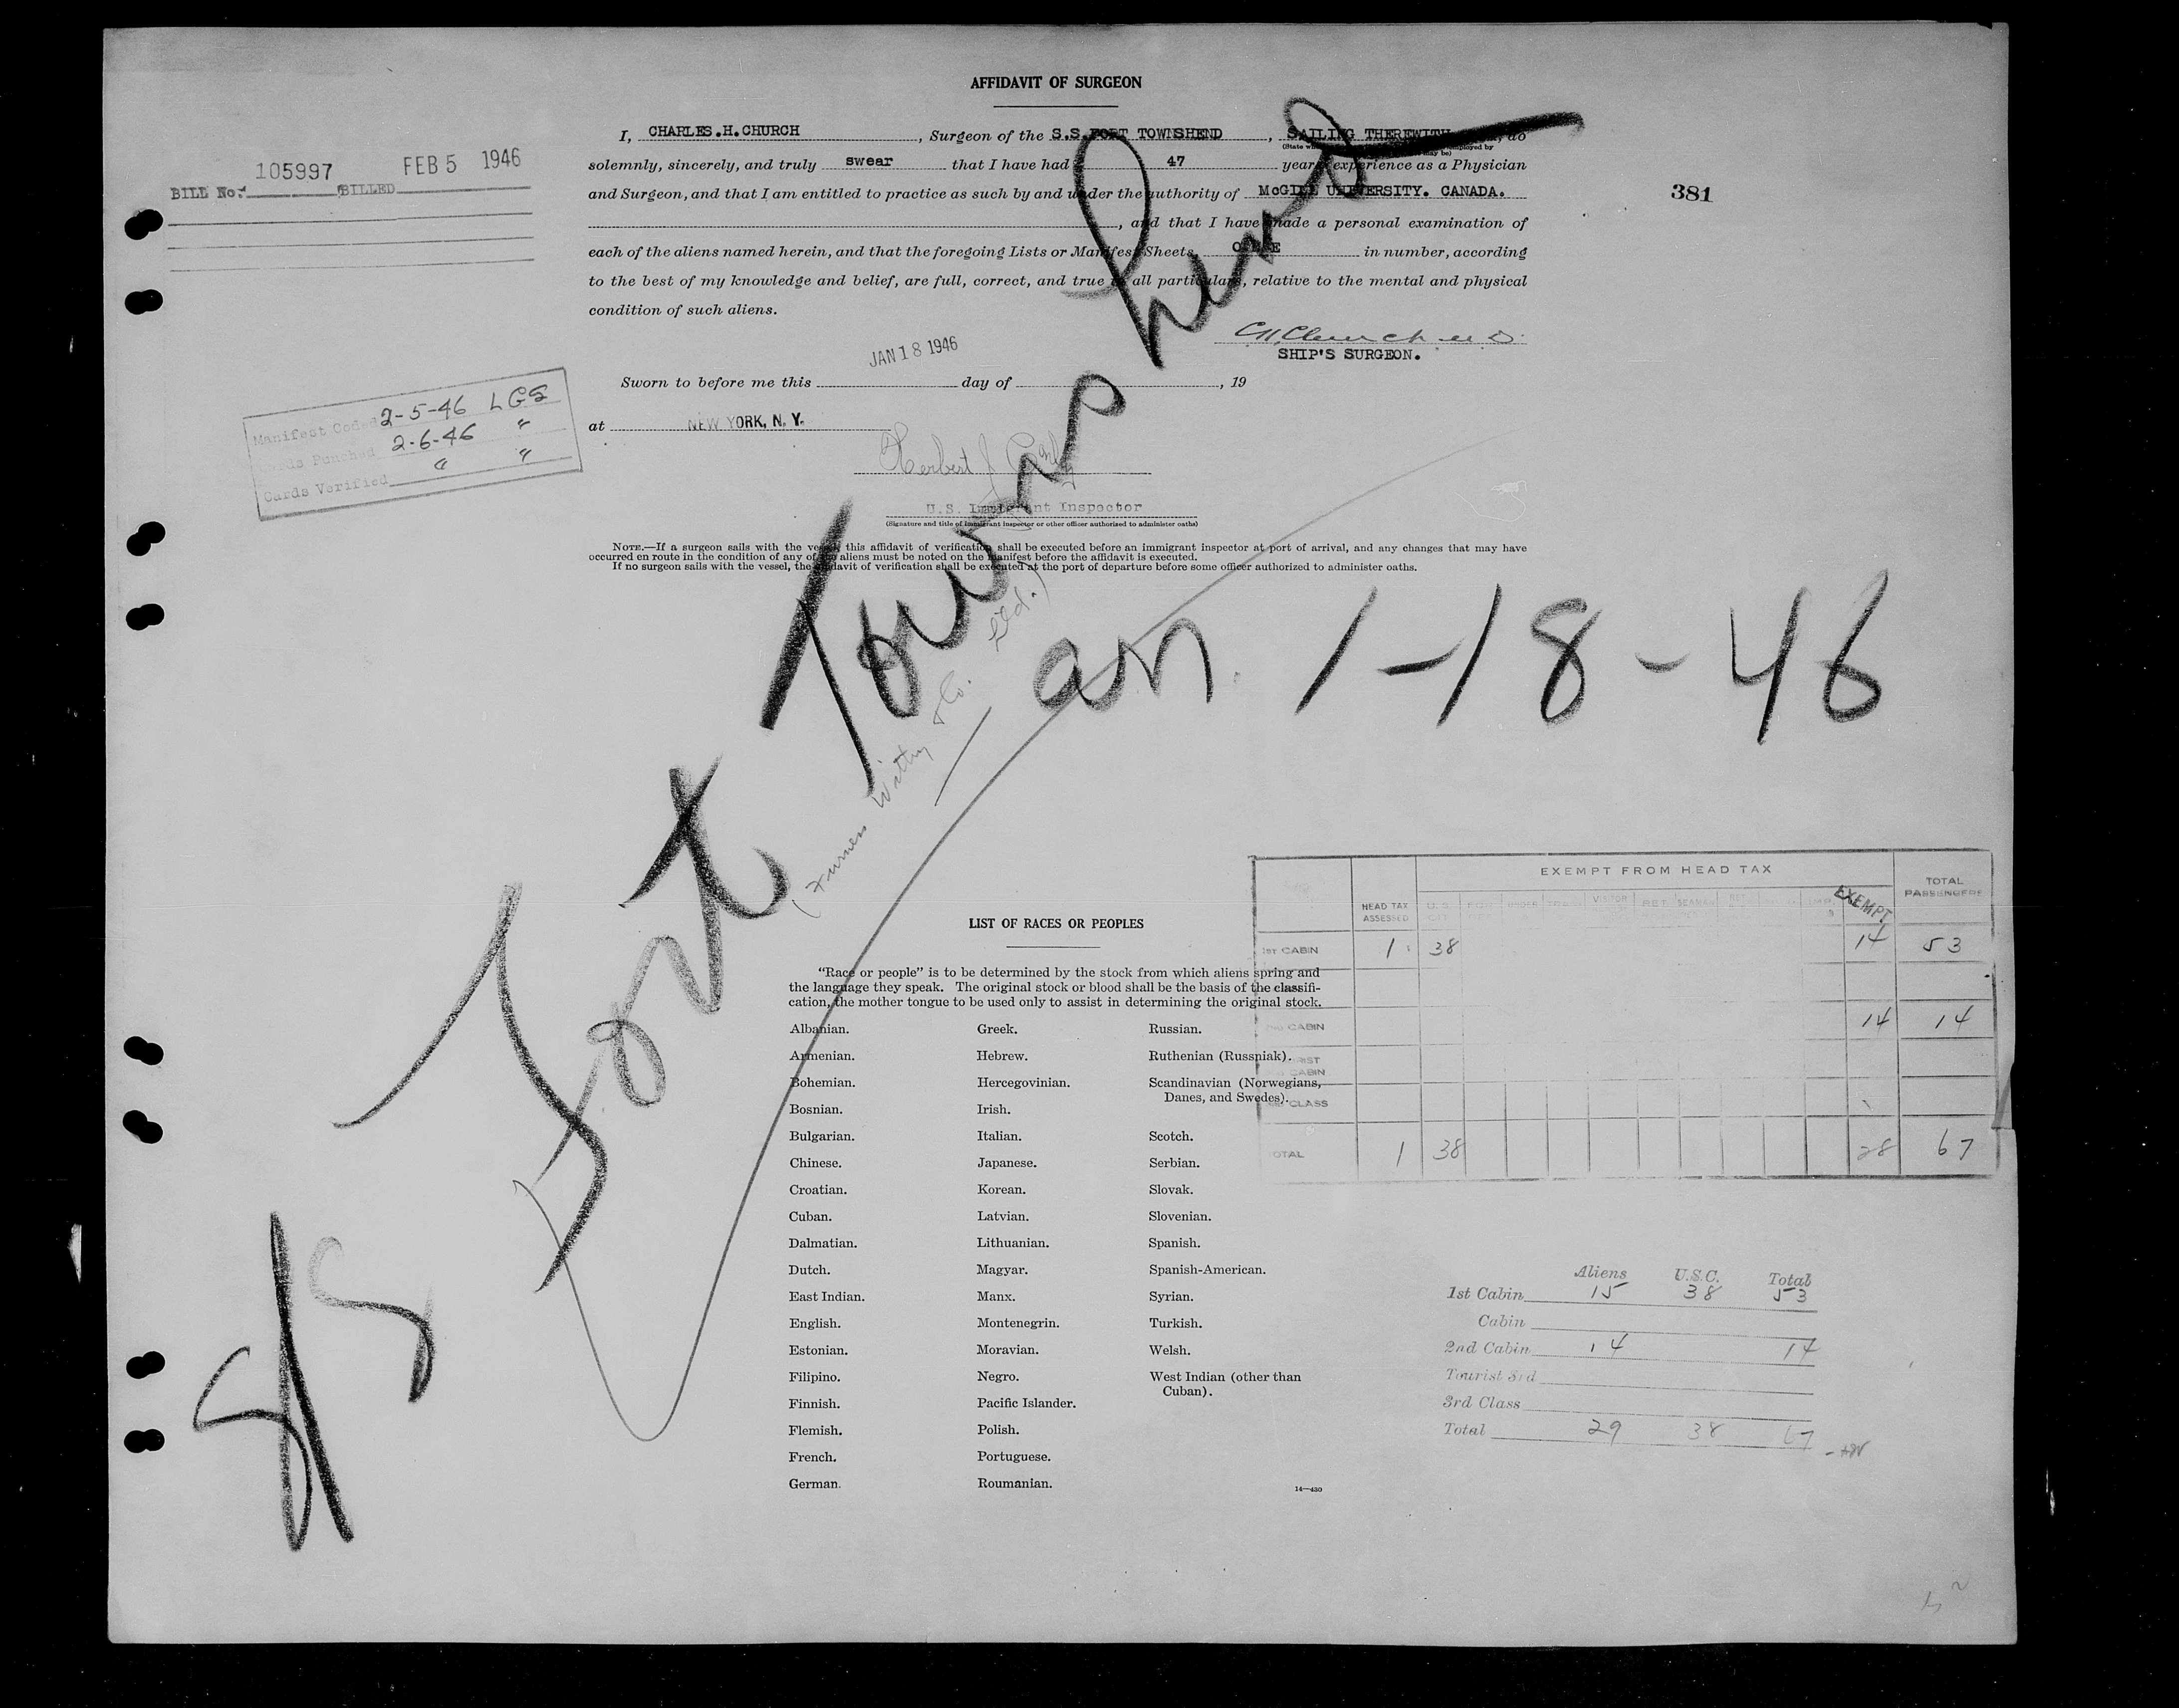 AFFIDAVIT OF SURGEON
I, CHARLES.H.CHURCH, Surgeon of the S.S.FORT TOWNSHEND, SAILING THEREWITH, do
solemnly, sincerely, and truly swear that I have had 47 years experience as a Physician
and Surgeon, and that I am entitled to practice as such by and under the authority of McGILL UNIVERSITY. CANADA.
, and that I have made a personal examination of
each of the aliens named herein, and that the foregoing Lists or Manifest Sheets, in number, according
to the best of my knowledge and belief, are full, correct, and true in all particulars, relative to the mental and physical
condition of such aliens.
C H Church M D.
SHIP'S SURGEON.
JAN 18 1946
Sworn to before me this day of , 19
at NEW YORK, N. Y.
Herbert J
U.S. Immigrant Inspector
(Signature and title of immigrant inspector or other officer authorized to administer oaths)
NOTE.—If a surgeon sails with the vessel, this affidavit of verification shall be executed before an immigrant inspector at port of arrival, and any changes that may have
occurred en route in the condition of any of the aliens must be noted on the manifest before the affidavit is executed.
If no surgeon sails with the vessel, the affidavit of verification shall be executed at the port of departure before some officer authorized to administer oaths.
105997 FEB 5 1946
BILL No. BILLED
381
Manifest Coded 2-5-46 LGS
Cards Punched 2-6-46 "
Cards Verified " "
S/S Fort Townshend
(Furness Withy & Co. Ltd.)
arr. 1-18-46
LIST OF RACES OR PEOPLES
"Race or people" is to be determined by the stock from which aliens spring and
the language they speak. The original stock or blood shall be the basis of the classifi-
cation, the mother tongue to be used only to assist in determining the original stock.
Albanian.
Armenian.
Bohemian.
Bosnian.
Bulgarian.
Chinese.
Croatian.
Cuban.
Dalmatian.
Dutch.
East Indian.
English.
Estonian.
Filipino.
Finnish.
Flemish.
French.
German.
Greek.
Hebrew.
Hercegovinian.
Irish.
Italian.
Japanese.
Korean.
Latvian.
Lithuanian.
Magyar.
Manx.
Montenegrin.
Moravian.
Negro.
Pacific Islander.
Polish.
Portuguese.
Roumanian.
Russian.
Ruthenian (Russniak).
Scandinavian (Norwegians,
Danes, and Swedes).
Scotch.
Serbian.
Slovak.
Slovenian.
Spanish.
Spanish-American.
Syrian.
Turkish.
Welsh.
West Indian (other than
Cuban).
14—430
EXEMPT FROM HEAD TAX
HEAD TAX ASSESSED U.S. CIT. UNDER VISITOR RET. SEAMAN EXEMPT TOTAL PASSENGERS
1ST CABIN 1 38 14 53
2ND CABIN 14 14
CABIN
CLASS
TOTAL 1 38 28 67
Aliens U.S.C. Total
1st Cabin 15 38 53
Cabin
2nd Cabin 14 14
Tourist 3rd
3rd Class
Total 29 38 67